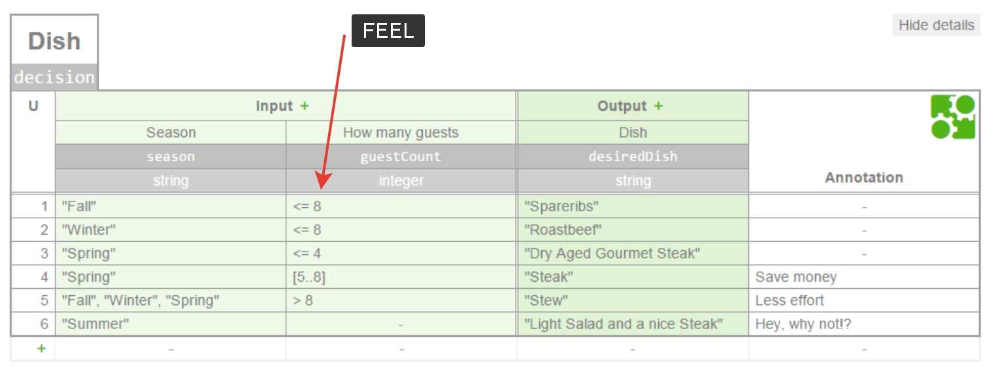 FEEL
Hide details
Dish
decision
U Input + Output +
Season How many guests Dish
season guestCount desiredDish
string integer string Annotation
1 "Fall" <= 8 "Spareribs" -
2 "Winter" <= 8 "Roastbeef" -
3 "Spring" <= 4 "Dry Aged Gourmet Steak" -
4 "Spring" [5..8] "Steak" Save money
5 "Fall", "Winter", "Spring" > 8 "Stew" Less effort
6 "Summer" - "Light Salad and a nice Steak" Hey, why not!?
+ - - - -